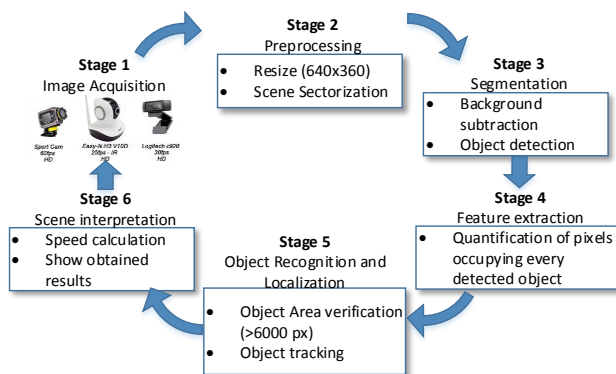 Stage 1
Image Acquisition
Sport Cam
60fps
HD
Easy-N H3 V10D
25fps - IR
HD
Logitech c920
30fps
HD
Stage 2
Preprocessing
• Resize (640x360)
• Scene Sectorization
Stage 3
Segmentation
• Background
subtraction
• Object detection
Stage 4
Feature extraction
• Quantification of pixels
occupying every
detected object
Stage 5
Object Recognition and
Localization
• Object Area verification
(>6000 px)
• Object tracking
Stage 6
Scene interpretation
• Speed calculation
• Show obtained
results